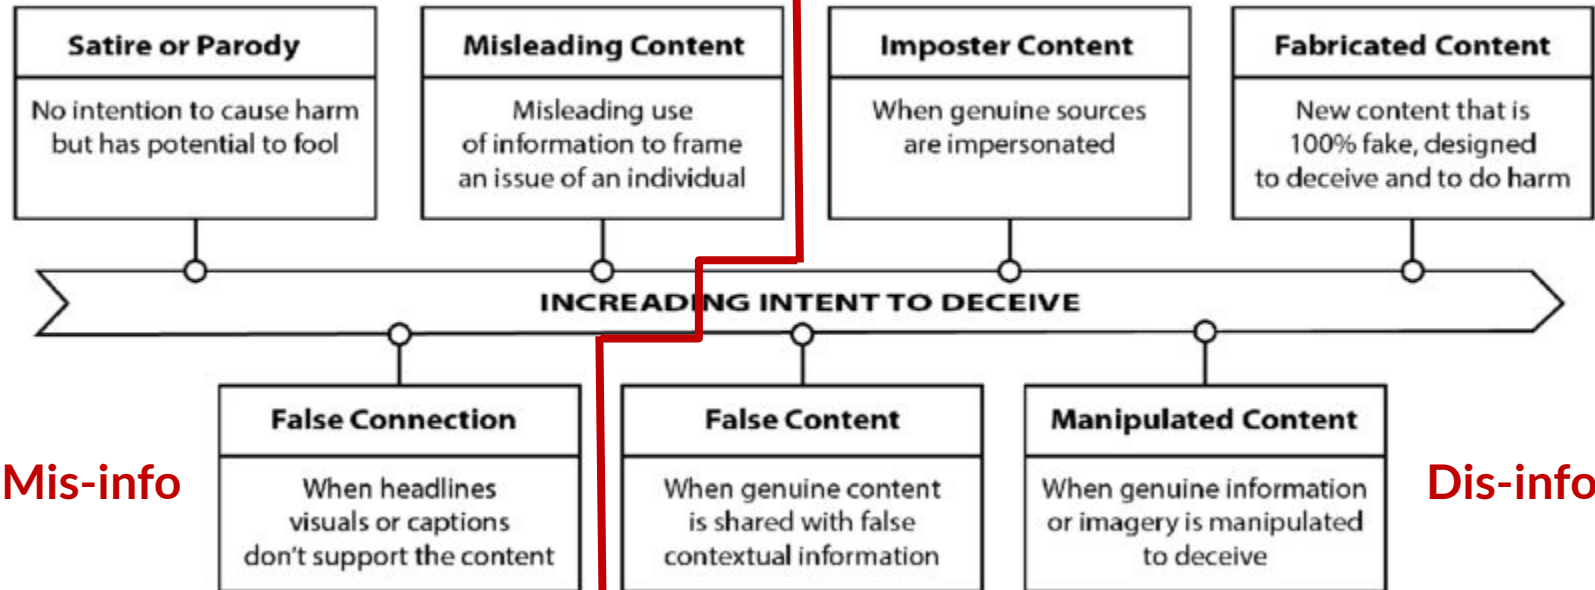 Satire or Parody
No intention to cause harm
but has potential to fool
Misleading Content
Misleading use
of information to frame
an issue of an individual
Imposter Content
When genuine sources
are impersonated
Fabricated Content
New content that is
100% fake, designed
to deceive and to do harm
INCREADING INTENT TO DECEIVE
Mis-info
False Connection
When headlines
visuals or captions
don't support the content
False Content
When genuine content
is shared with false
contextual information
Manipulated Content
When genuine information
or imagery is manipulated
to deceive
Dis-info